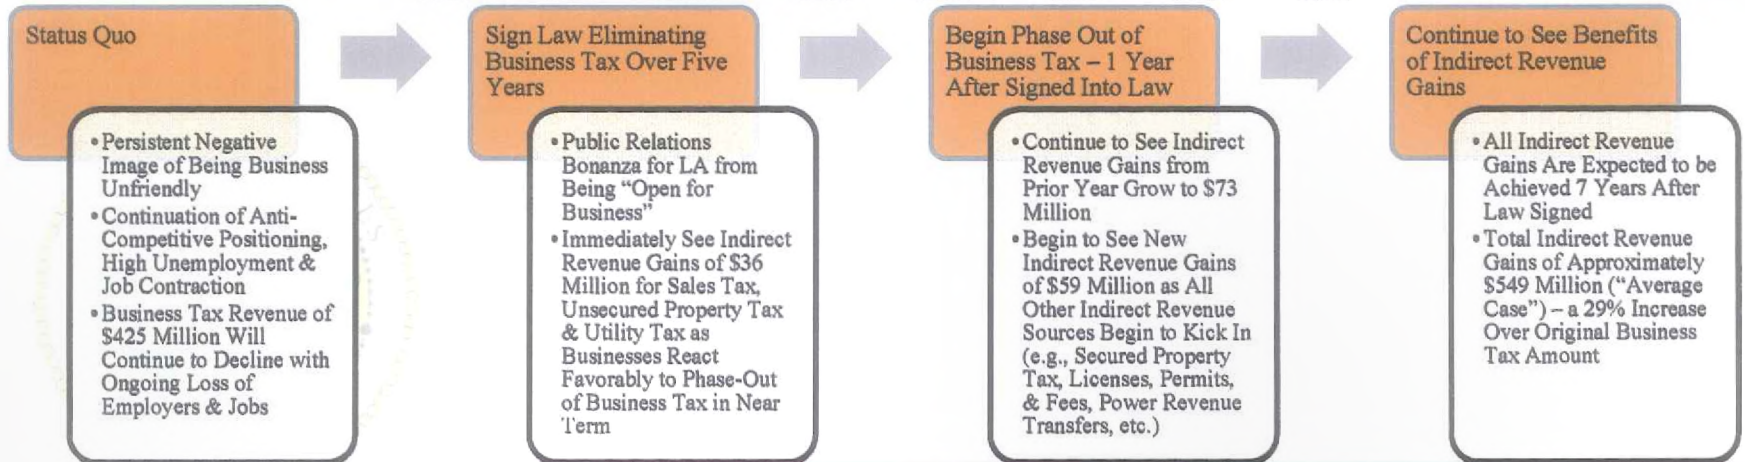 Status Quo
• Persistent Negative
Image of Being Business
Unfriendly
• Continuation of Anti-
Competitive Positioning,
High Unemployment &
Job Contraction
• Business Tax Revenue of
$425 Million Will
Continue to Decline with
Ongoing Loss of
Employers & Jobs
Sign Law Eliminating
Business Tax Over Five
Years
• Public Relations
Bonanza for LA from
Being “Open for
Business”
• Immediately See Indirect
Revenue Gains of $36
Million for Sales Tax,
Unsecured Property Tax
& Utility Tax as
Businesses React
Favorably to Phase-Out
of Business Tax in Near
Term
Begin Phase Out of
Business Tax – 1 Year
After Signed Into Law
• Continue to See Indirect
Revenue Gains from
Prior Year Grow to $73
Million
• Begin to See New
Indirect Revenue Gains
of $59 Million as All
Other Indirect Revenue
Sources Begin to Kick In
(e.g., Secured Property
Tax, Licenses, Permits,
& Fees, Power Revenue
Transfers, etc.)
Continue to See Benefits
of Indirect Revenue
Gains
• All Indirect Revenue
Gains Are Expected to be
Achieved 7 Years After
Law Signed
• Total Indirect Revenue
Gains of Approximately
$549 Million (“Average
Case”) – a 29% Increase
Over Original Business
Tax Amount